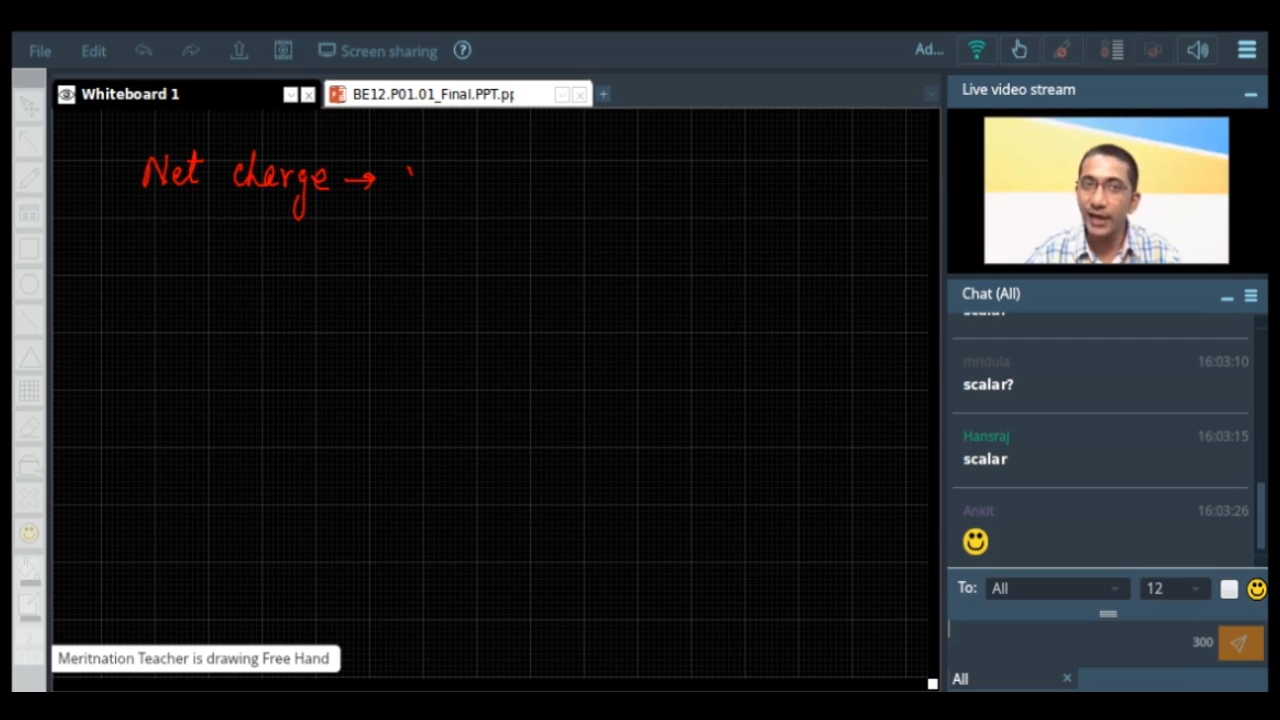 File Edit Screen sharing ? Ad...
Whiteboard 1 BE12.P01.01_Final.PPT.pp
Net charge →
Meritnation Teacher is drawing Free Hand
Live video stream
Chat (All)
mridula 16:03:10
scalar?
Hansraj 16:03:15
scalar
Ankit 16:03:26
To: All 12
300
All